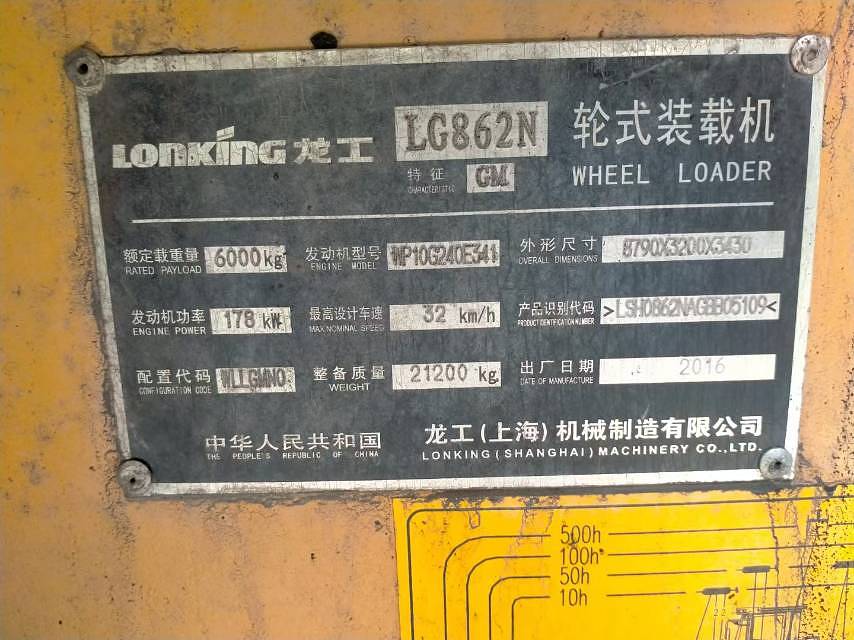 LONKING 龙工 LG862N 轮式装载机
特征 CHARACTERISTIC GM WHEEL LOADER
额定载重量 RATED PAYLOAD 6000kg 发动机型号 ENGINE MODEL WP10G240E341 外形尺寸 OVERALL DIMENSIONS 8790X3200X3430
发动机功率 ENGINE POWER 178 kW 最高设计车速 MAX NOMINAL SPEED 32 km/h 产品识别代码 PRODUCT IDENTIFICATION NUMBER >LSH0862NAGBB05109<
配置代码 CONFIGURATION CODE 整备质量 WEIGHT 21200 kg 出厂日期 DATE OF MANUFACTURE 2016
中华人民共和国 龙工(上海)机械制造有限公司
THE PEOPLE'S REPUBLIC OF CHINA LONKING (SHANGHAI) MACHINERY CO.,LTD.
500h
100h
50h
10h